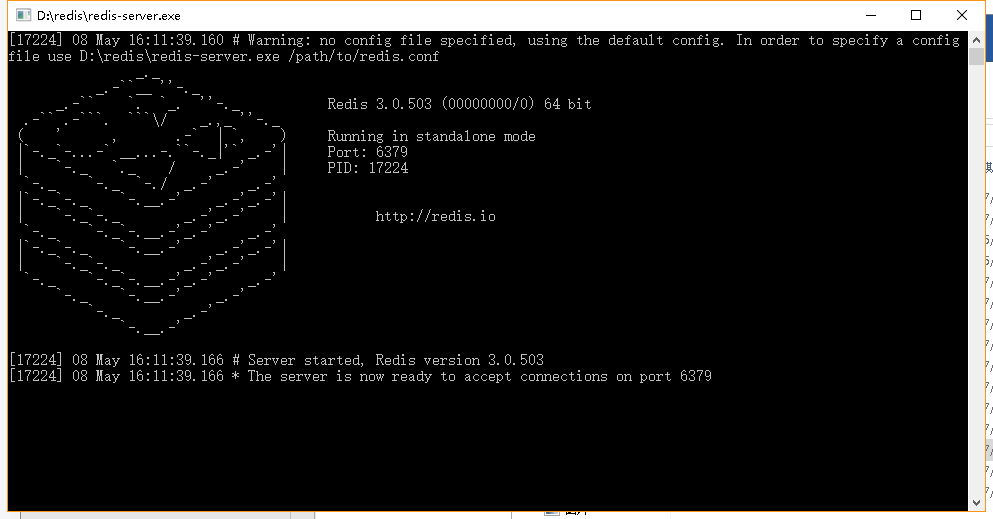 D:\redis\redis-server.exe
[17224] 08 May 16:11:39.160 # Warning: no config file specified, using the default config. In order to specify a config
file use D:\redis\redis-server.exe /path/to/redis.conf
Redis 3.0.503 (00000000/0) 64 bit
Running in standalone mode
Port: 6379
PID: 17224
http://redis.io
[17224] 08 May 16:11:39.166 # Server started, Redis version 3.0.503
[17224] 08 May 16:11:39.166 * The server is now ready to accept connections on port 6379